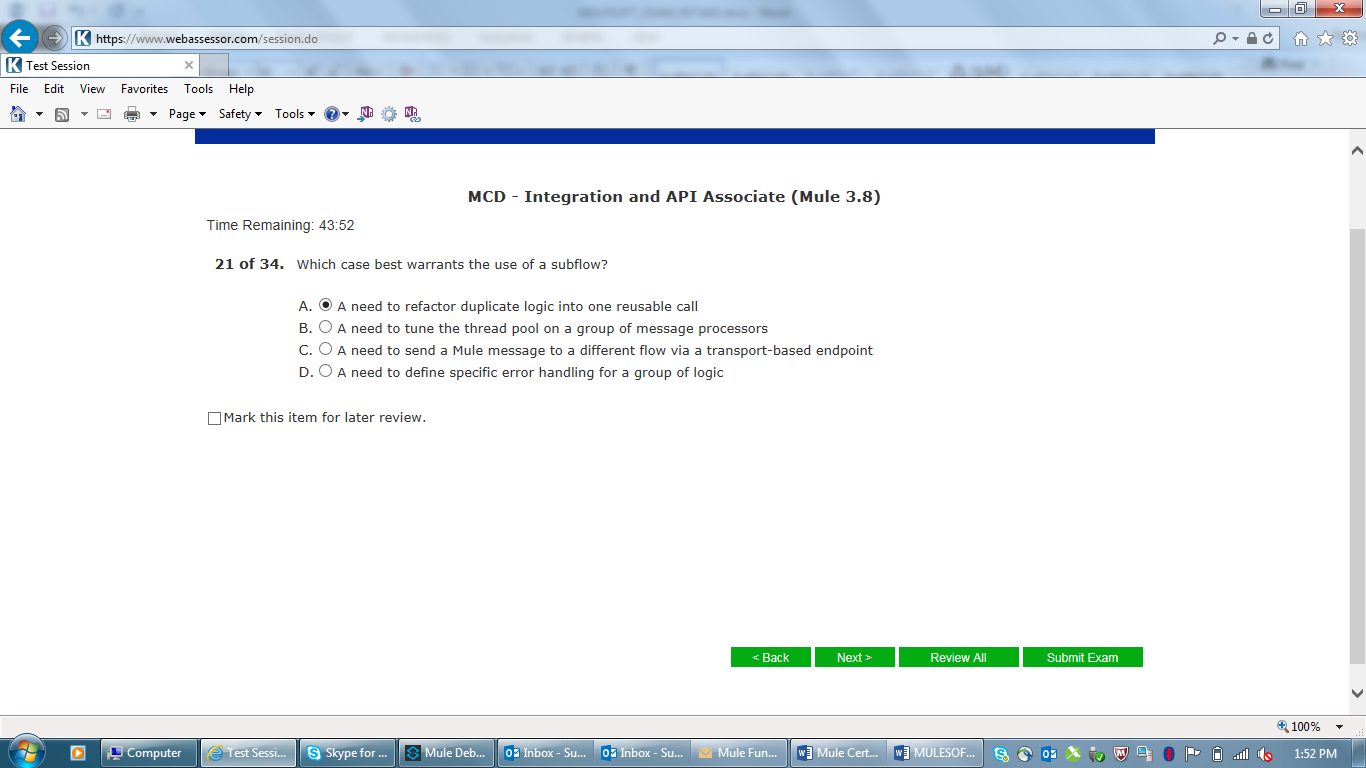 https://www.webassessor.com/session.do
Test Session
File Edit View Favorites Tools Help
Page Safety Tools
MCD - Integration and API Associate (Mule 3.8)
Time Remaining: 43:52
21 of 34. Which case best warrants the use of a subflow?
A. A need to refactor duplicate logic into one reusable call
B. A need to tune the thread pool on a group of message processors
C. A need to send a Mule message to a different flow via a transport-based endpoint
D. A need to define specific error handling for a group of logic
Mark this item for later review.
< Back Next > Review All Submit Exam
100%
Computer Test Sessi... Skype for ... Mule Deb... Inbox - Su... Inbox - Su... Mule Fun... Mule Cert... MULESOF... 1:52 PM